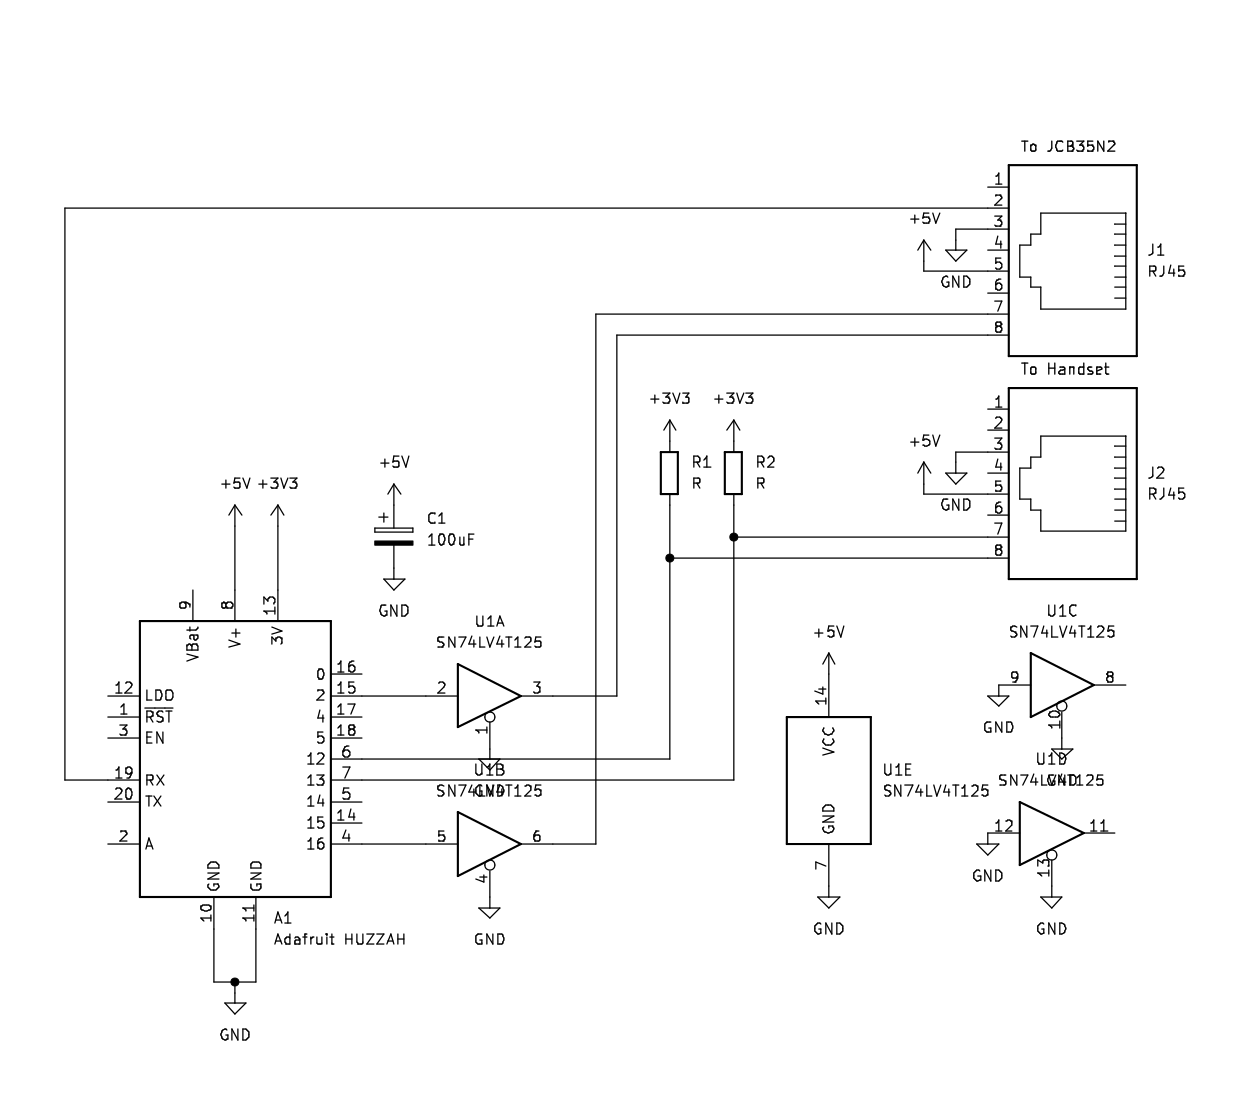 To JCB35N2
1
2
3
4
5
6
7
8
+5V
GND
J1
RJ45
To Handset
1
2
3
4
5
6
7
8
+5V
GND
J2
RJ45
+3V3
+3V3
R1
R
R2
R
+5V
+
C1
100uF
GND
+5V
+3V3
9
8
13
VBat
V+
3V
12
LDO
1
RST
3
EN
19
RX
20
TX
2
A
0
16
2
15
4
17
5
18
12
6
13
7
14
5
15
14
16
4
GND
GND
10
11
A1
Adafruit HUZZAH
GND
U1A
SN74LV4T125
2
3
1
GND
U1B
SN74LV4T125
5
6
4
GND
+5V
14
VCC
GND
7
U1E
SN74LV4T125
GND
U1C
SN74LV4T125
9
8
10
GND
GND
U1D
SN74LV4T125
12
11
13
GND
GND